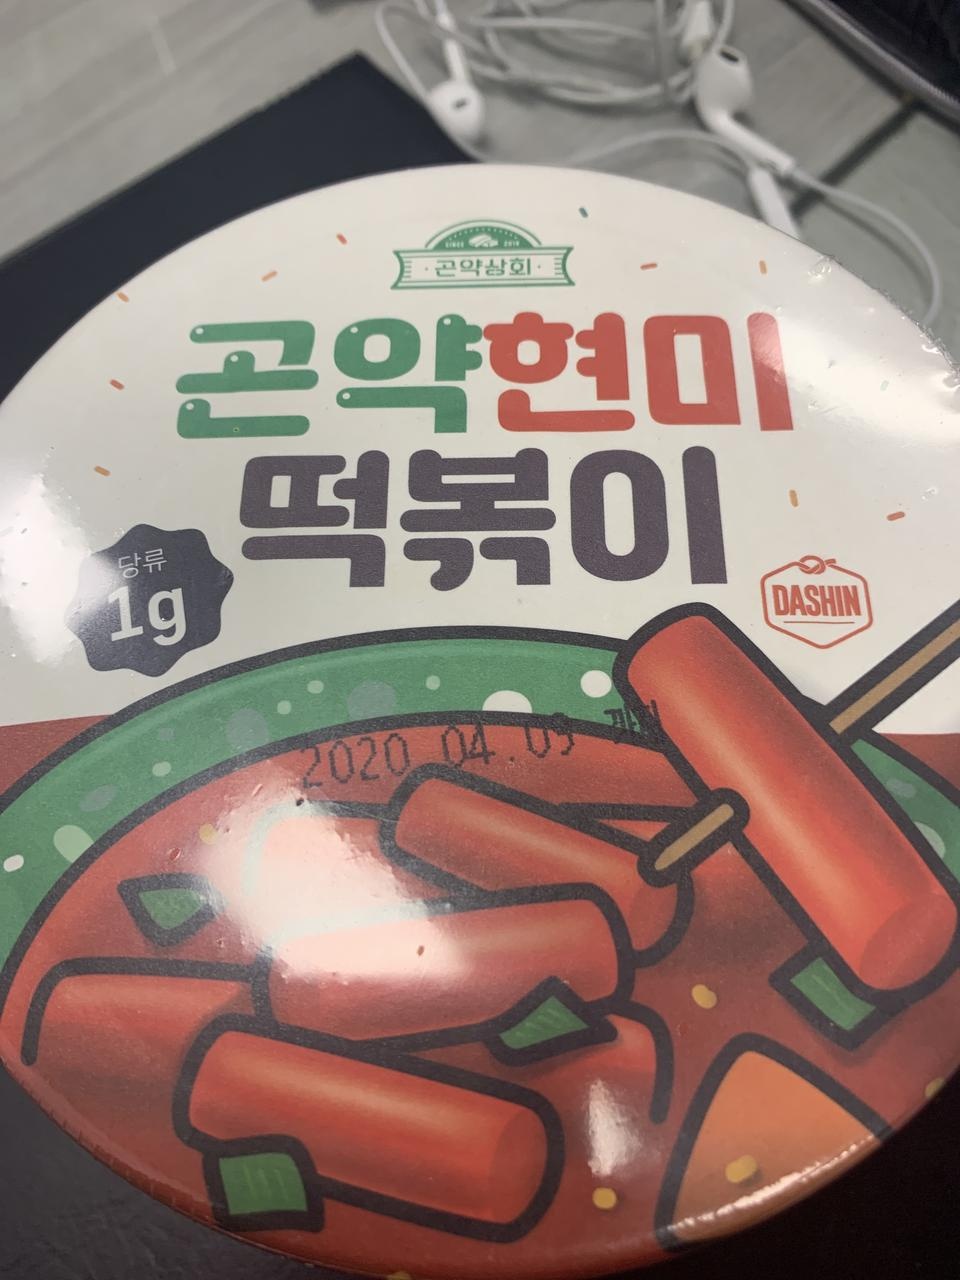 SINCE 2018
·곤약상회·
곤약현미
떡볶이
당류
1g
DASHIN
2020 04.09